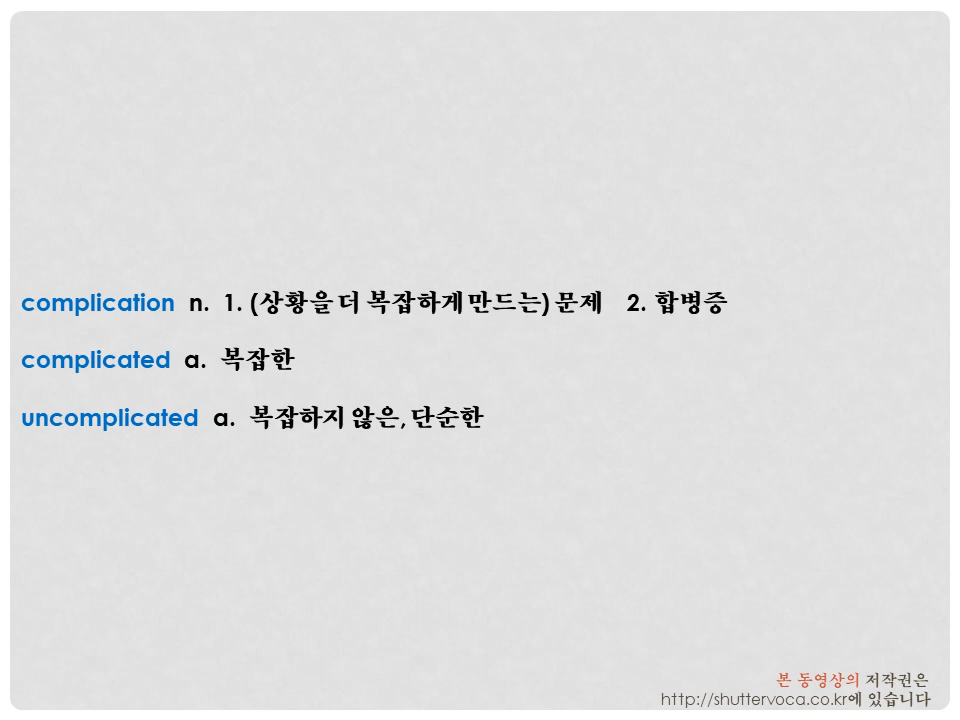 complication n. 1. (상황을 더 복잡하게 만드는) 문제 2. 합병증
complicated a. 복잡한
uncomplicated a. 복잡하지 않은, 단순한
본 동영상의 저작권은
http://shuttervoca.co.kr에 있습니다